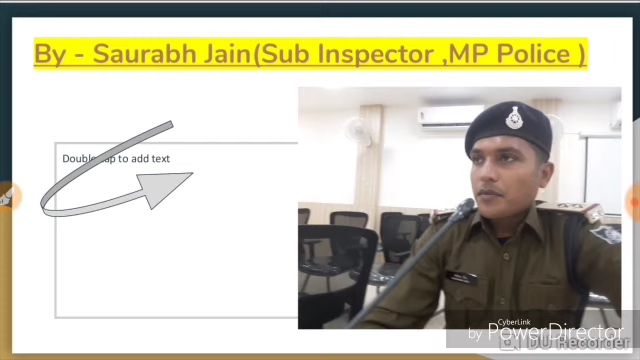 By - Saurabh Jain(Sub Inspector ,MP Police )
Double tap to add text
CyberLink
by PowerDirector
DU Recorder